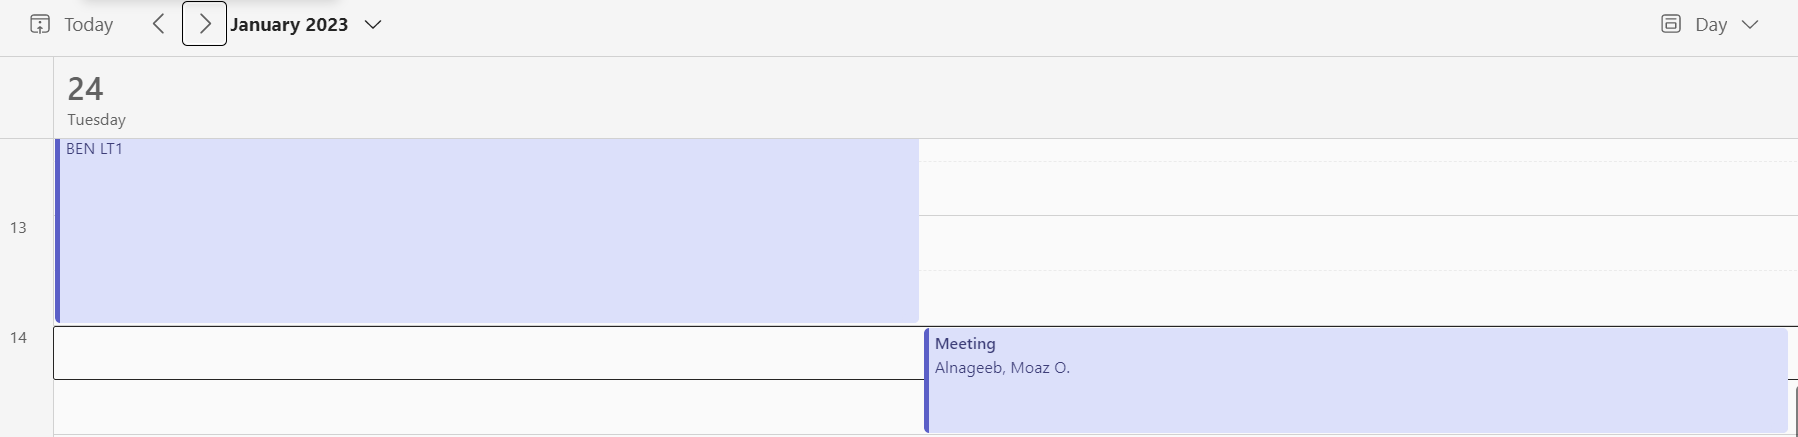 Today
January 2023
Day
24
Tuesday
BEN LT1
13
14
Meeting
Alnageeb, Moaz O.